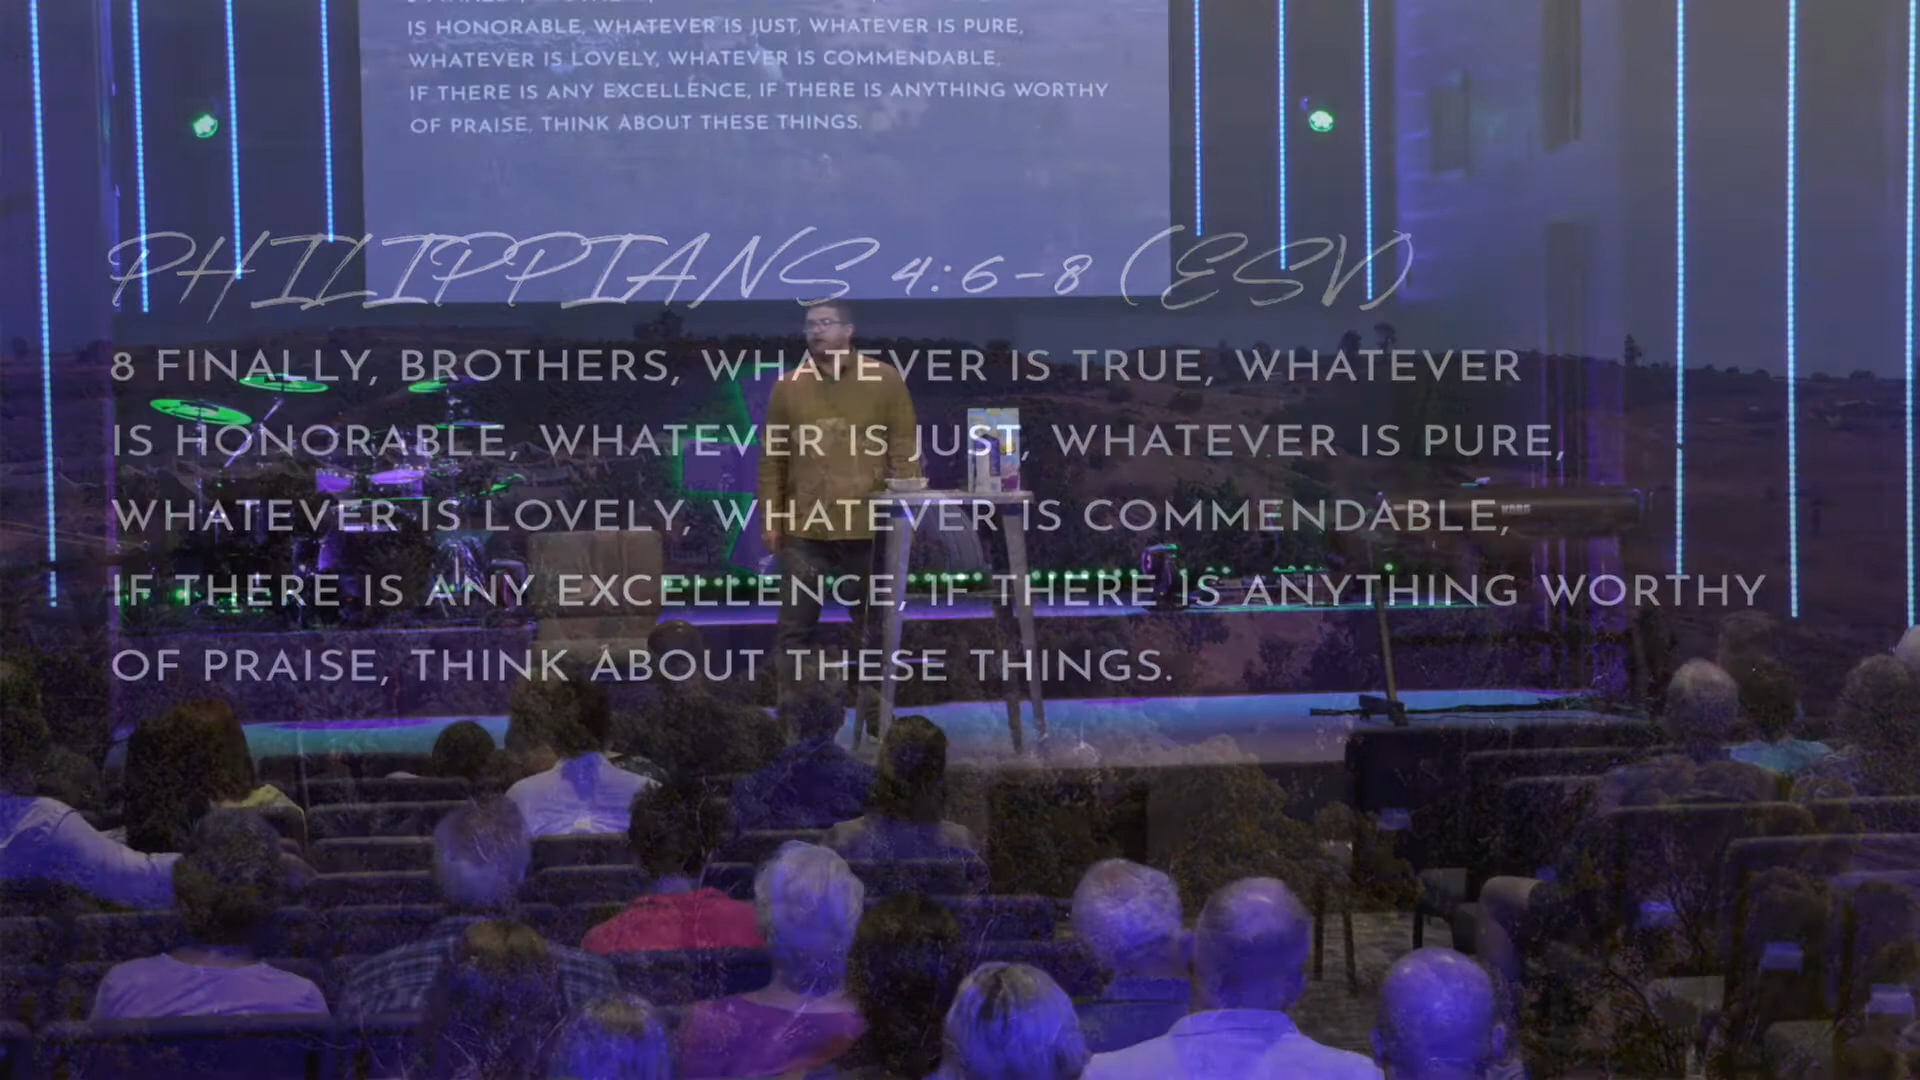 IS HONORABLE, WHATEVER IS JUST, WHATEVER IS PURE,
WHATEVER IS LOVELY, WHATEVER IS COMMENDABLE,
IF THERE IS ANY EXCELLENCE, IF THERE IS ANYTHING WORTHY
OF PRAISE, THINK ABOUT THESE THINGS.
PHILIPPIANS 4:6-8 (ESV)
8 FINALLY, BROTHERS, WHATEVER IS TRUE, WHATEVER
IS HONORABLE, WHATEVER IS JUST, WHATEVER IS PURE,
WHATEVER IS LOVELY, WHATEVER IS COMMENDABLE,
KORG
IF THERE IS ANY EXCELLENCE, IF THERE IS ANYTHING WORTHY
OF PRAISE, THINK ABOUT THESE THINGS.